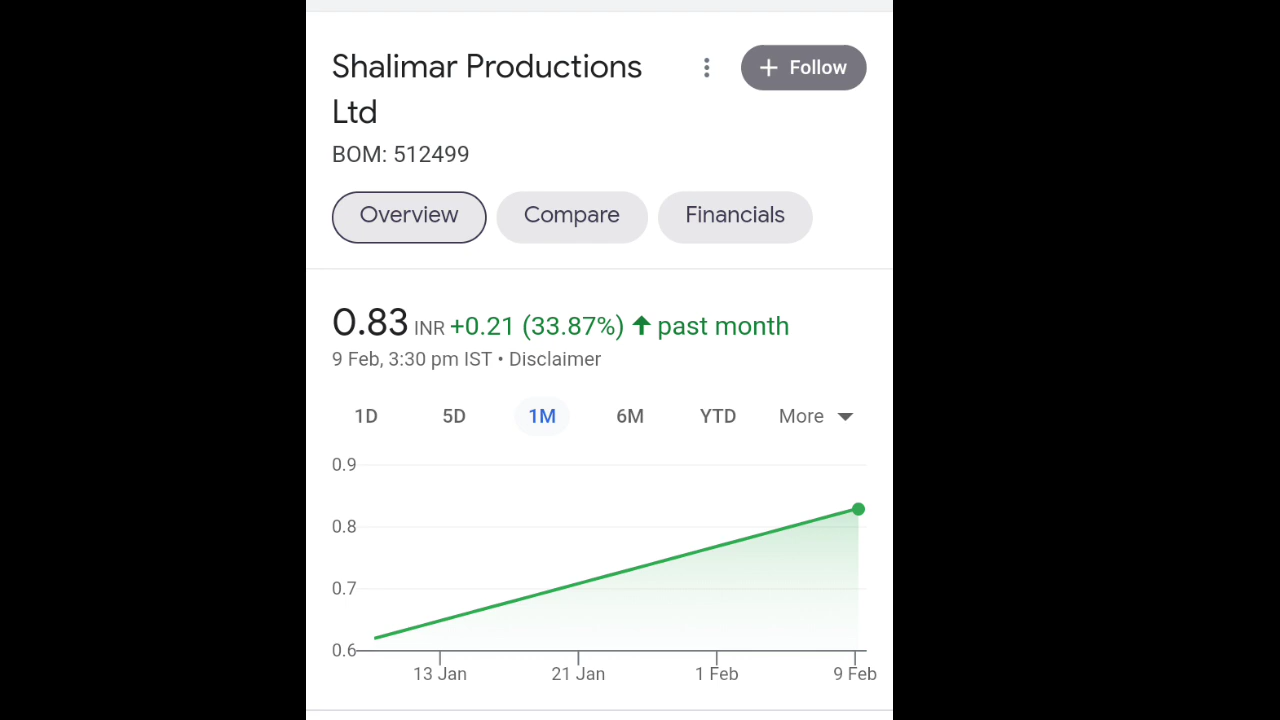 Shalimar Productions
Ltd
+ Follow
BOM: 512499
Overview Compare Financials
0.83 INR +0.21 (33.87%) ↑ past month
9 Feb, 3:30 pm IST • Disclaimer
1D 5D 1M 6M YTD More
0.9
0.8
0.7
0.6
13 Jan 21 Jan 1 Feb 9 Feb